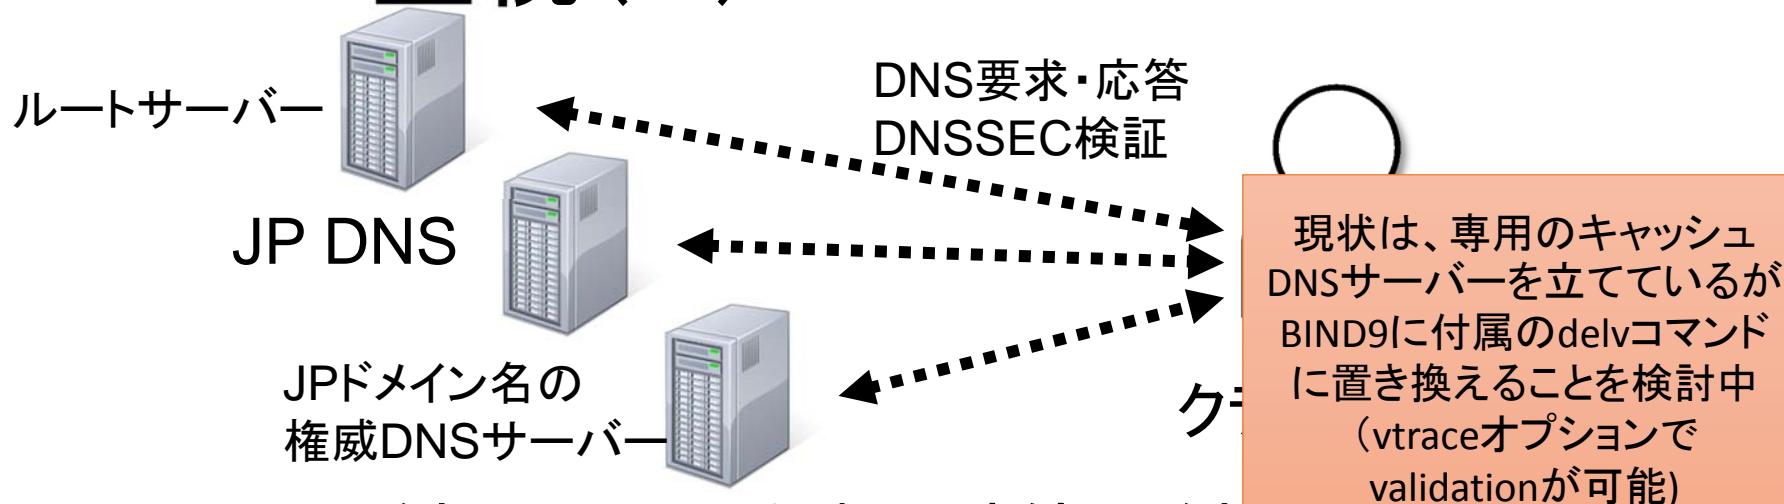 ルートサーバー
DNS要求・応答
DNSSEC検証
JP DNS
JPドメイン名の
権威DNSサーバー
現状は、専用のキャッシュ
DNSサーバーを立てているが
BIND9に付属のdelvコマンド
に置き換えることを検討中
（vtraceオプションで
validationが可能)
ク